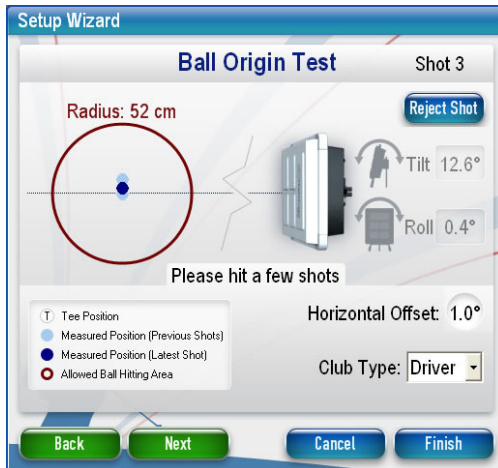 Setup Wizard
Ball Origin Test
Shot 3
Radius: 52 cm
Reject Shot
Tilt 12.6°
Roll 0.4°
Please hit a few shots
T Tee Position
Measured Position (Previous Shots)
Measured Position (Latest Shot)
Allowed Ball Hitting Area
Horizontal Offset: 1.0°
Club Type: Driver
Back
Next
Cancel
Finish